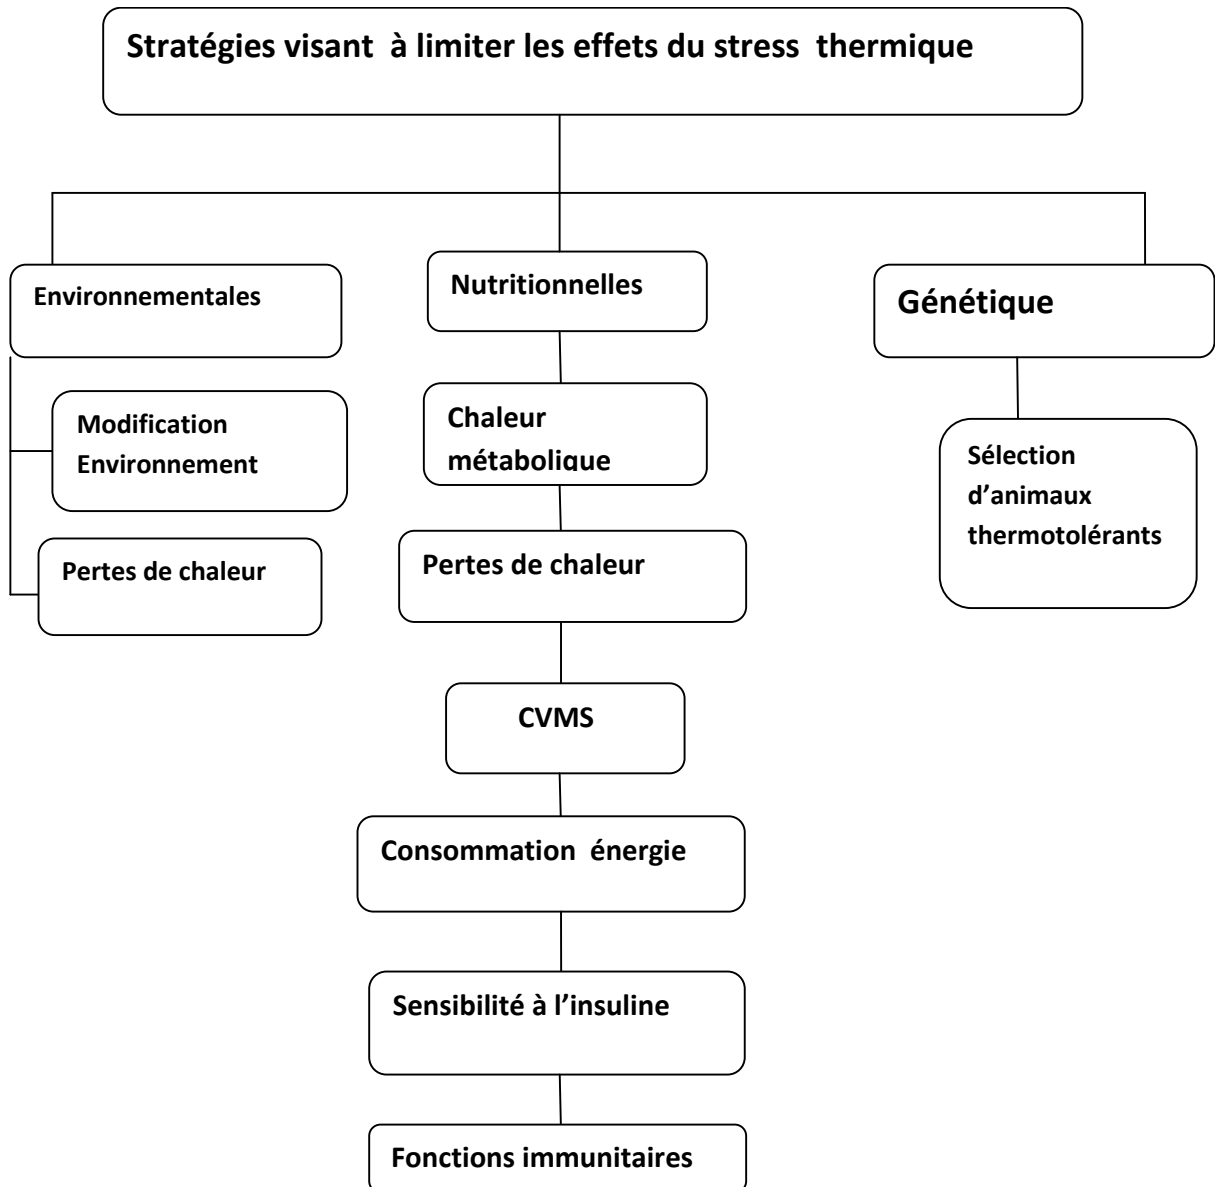 Stratégies visant à limiter les effets du stress thermique
Environnementales
Nutritionnelles
Génétique
Modification
Environnement
Pertes de chaleur
Chaleur
métabolique
Pertes de chaleur
CVMS
Consommation énergie
Sensibilité à l’insuline
Fonctions immunitaires
Sélection
d’animaux
thermotolérants